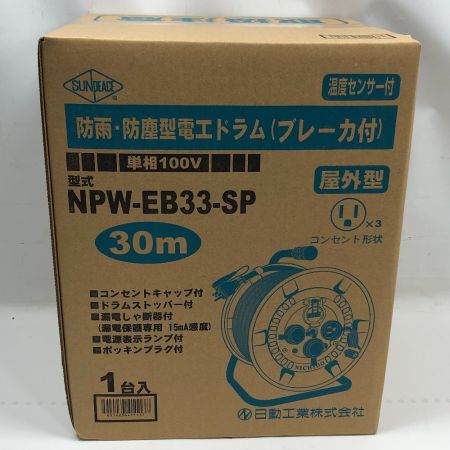 SUNDEACE
温度センサー付
防雨・防塵型電工ドラム(ブレーカ付)
単相100V
型式
NPW-EB33-SP
屋外型
30m
×3
コンセント形状
■コンセントキャップ付
■ドラムストッパー付
■漏電しゃ断器付
(漏電保護専用 15mA感度)
■電源表示ランプ付
■ポッキンプラグ付
NICHIDO
1台入
日動工業株式会社